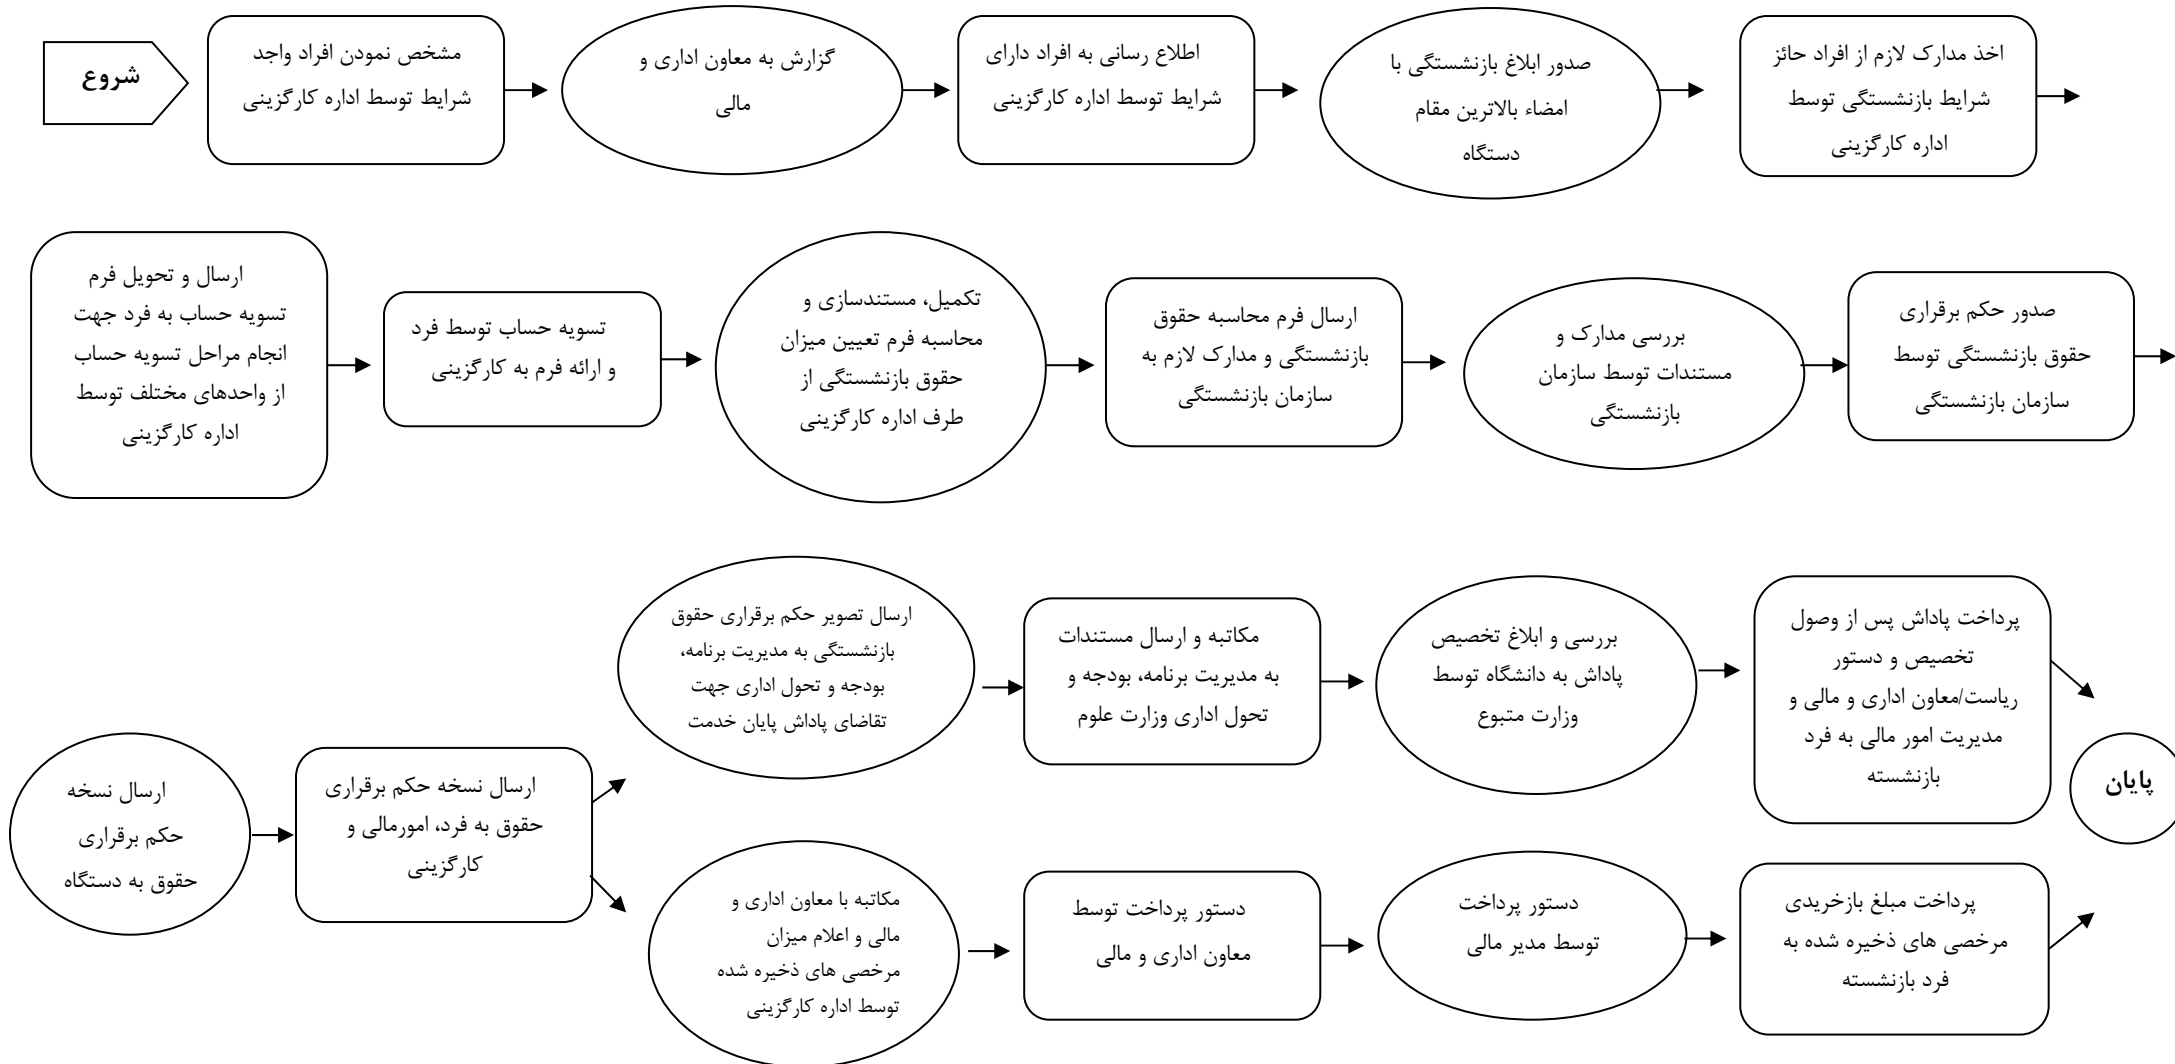 شروع
مشخص نمودن افراد واجد
شرایط توسط اداره کارگزینی
گزارش به معاون اداری و
مالی
اطلاع رسانی به افراد دارای
شرایط توسط اداره کارگزینی
صدور ابلاغ بازنشستگی با
امضاء بالاترین مقام
دستگاه
اخذ مدارک لازم از افراد حائز
شرایط بازنشستگی توسط
اداره کارگزینی
ارسال و تحویل فرم
تسویه حساب به فرد جهت
انجام مراحل تسویه حساب
از واحدهای مختلف توسط
اداره کارگزینی
تسویه حساب توسط فرد
و ارائه فرم به کارگزینی
تکمیل، مستندسازی و
محاسبه فرم تعیین میزان
حقوق بازنشستگی از
طرف اداره کارگزینی
ارسال فرم محاسبه حقوق
بازنشستگی و مدارک لازم به
سازمان بازنشستگی
بررسی مدارک و
مستندات توسط سازمان
بازنشستگی
صدور حکم برقراری
حقوق بازنشستگی توسط
سازمان بازنشستگی
ارسال نسخه
حکم برقراری
حقوق به دستگاه
ارسال نسخه حکم برقراری
حقوق به فرد، امورمالی و
کارگزینی
ارسال تصویر حکم برقراری حقوق
بازنشستگی به مدیریت برنامه،
بودجه و تحول اداری جهت
تقاضای پاداش پایان خدمت
مکاتبه و ارسال مستندات
به مدیریت برنامه، بودجه و
تحول اداری وزارت علوم
بررسی و ابلاغ تخصیص
پاداش به دانشگاه توسط
وزارت متبوع
پرداخت پاداش پس از وصول
تخصیص و دستور
ریاست/معاون اداری و مالی و
مدیریت امور مالی به فرد
بازنشسته
مکاتبه با معاون اداری و
مالی و اعلام میزان
مرخصی های ذخیره شده
توسط اداره کارگزینی
دستور پرداخت توسط
معاون اداری و مالی
دستور پرداخت
توسط مدیر مالی
پرداخت مبلغ بازخریدی
مرخصی های ذخیره شده به
فرد بازنشسته
پایان